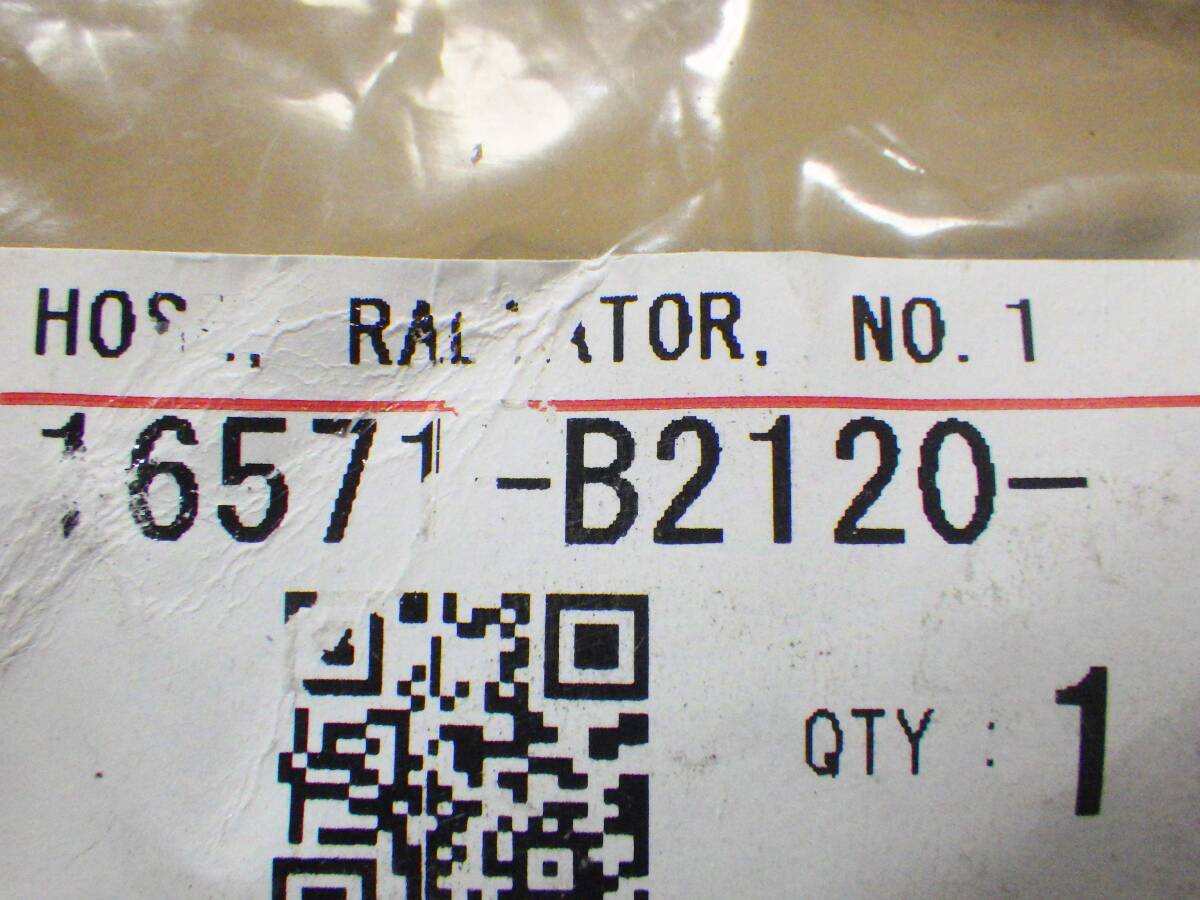 HOSE, RADIATOR, NO. 1
16571-B2120-
QTY : 1